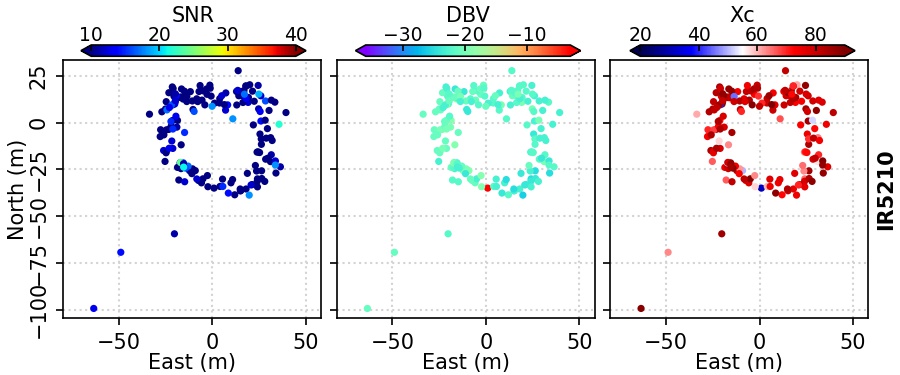 SNR DBV Xc
10 20 30 40 −30 −20 −10 20 40 60 80
25
0
−25
−50
−75
−100
North (m)
IR5210
−50 0 50 −50 0 50 −50 0 50
East (m) East (m) East (m)